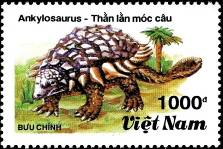 Ankylosaurus - Thằn lằn móc câu
1000đ
BƯU CHÍNH Việt Nam